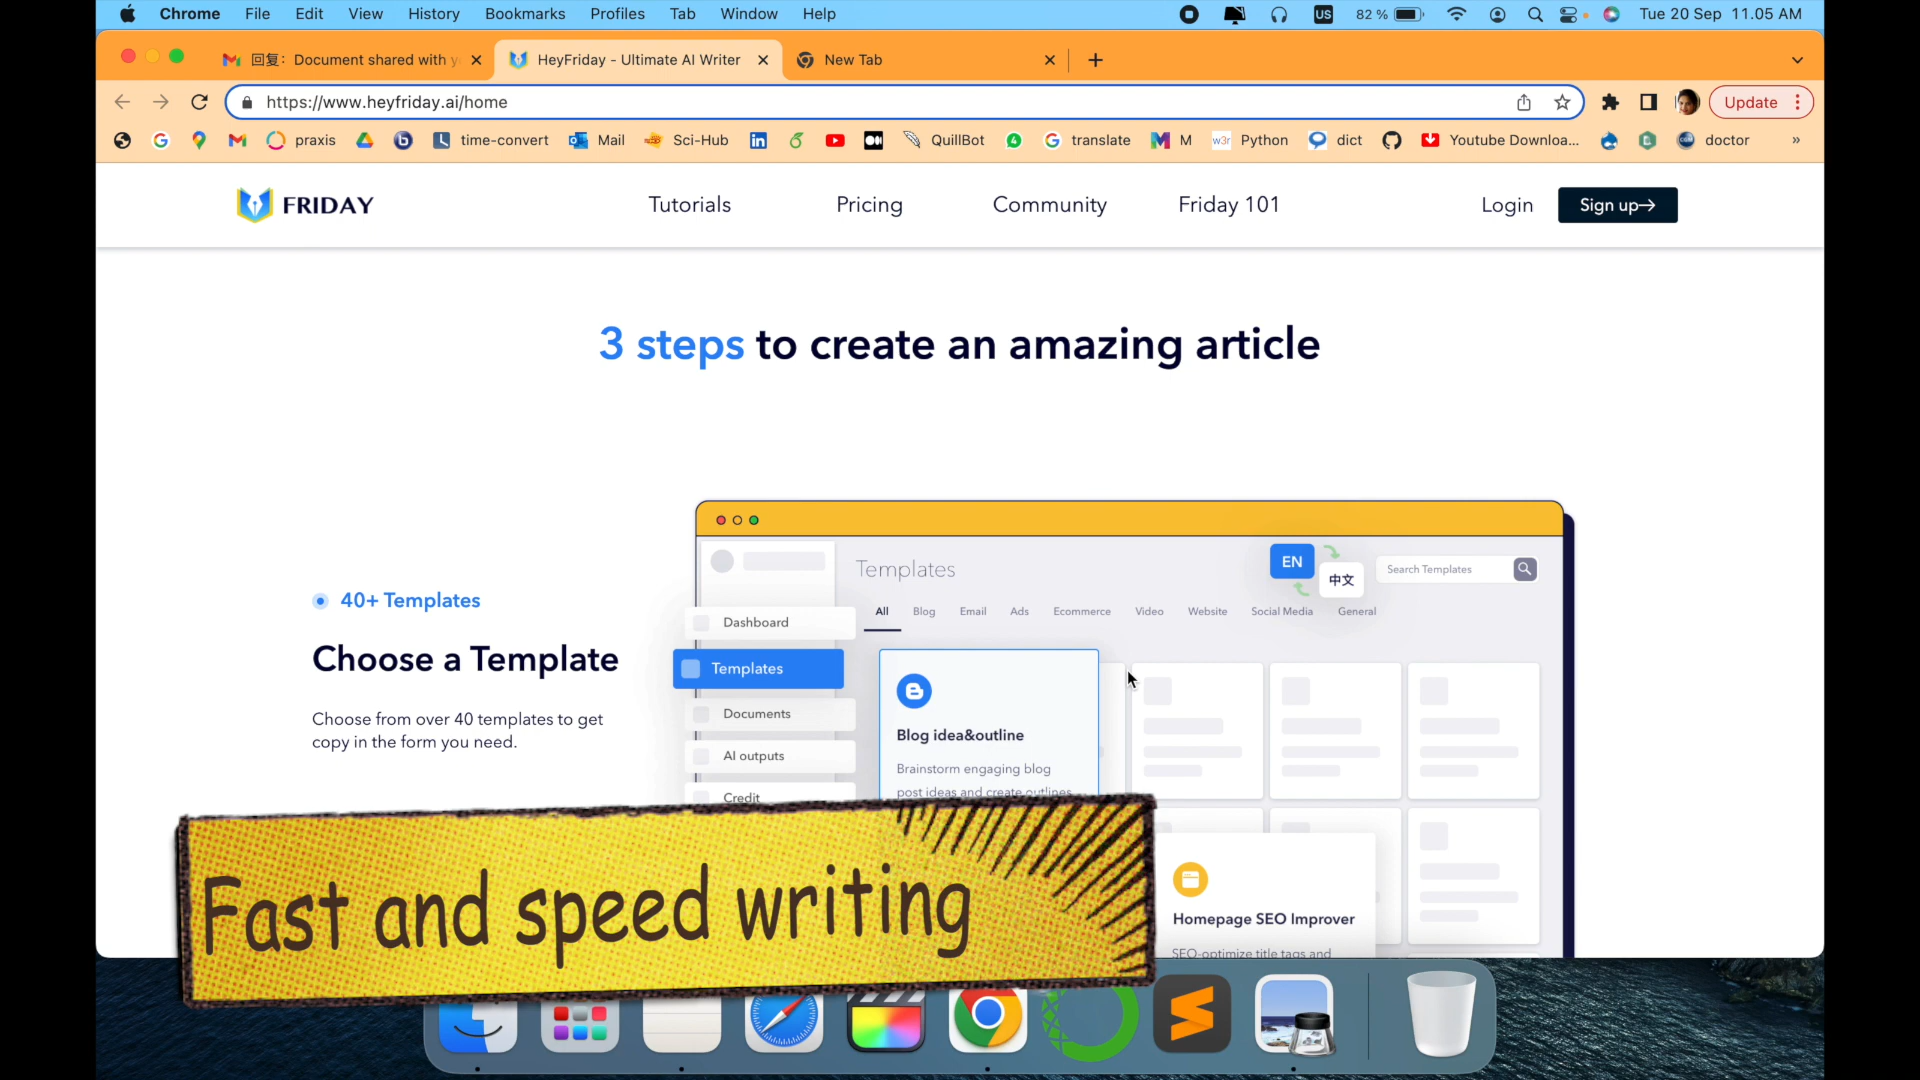 Chrome File Edit View History Bookmarks Profiles Tab Window Help US 82 % Tue 20 Sep 11.05 AM
回复: Document shared with y
HeyFriday - Ultimate AI Writer
New Tab
https://www.heyfriday.ai/home
Update
praxis time-convert Mail Sci-Hub QuillBot translate M Python dict Youtube Downloa... doctor »
FRIDAY
Tutorials
Pricing
Community
Friday 101
Login
Sign up→
3 steps to create an amazing article
40+ Templates
Choose a Template
Choose from over 40 templates to get
copy in the form you need.
Templates
EN
中文
Search Templates
All Blog Email Ads Ecommerce Video Website Social Media General
Dashboard
Templates
Documents
AI outputs
Credit
Blog idea&outline
Brainstorm engaging blog
post ideas and create outlines
Homepage SEO Improver
SEO-optimize title tags and
Fast and speed writing